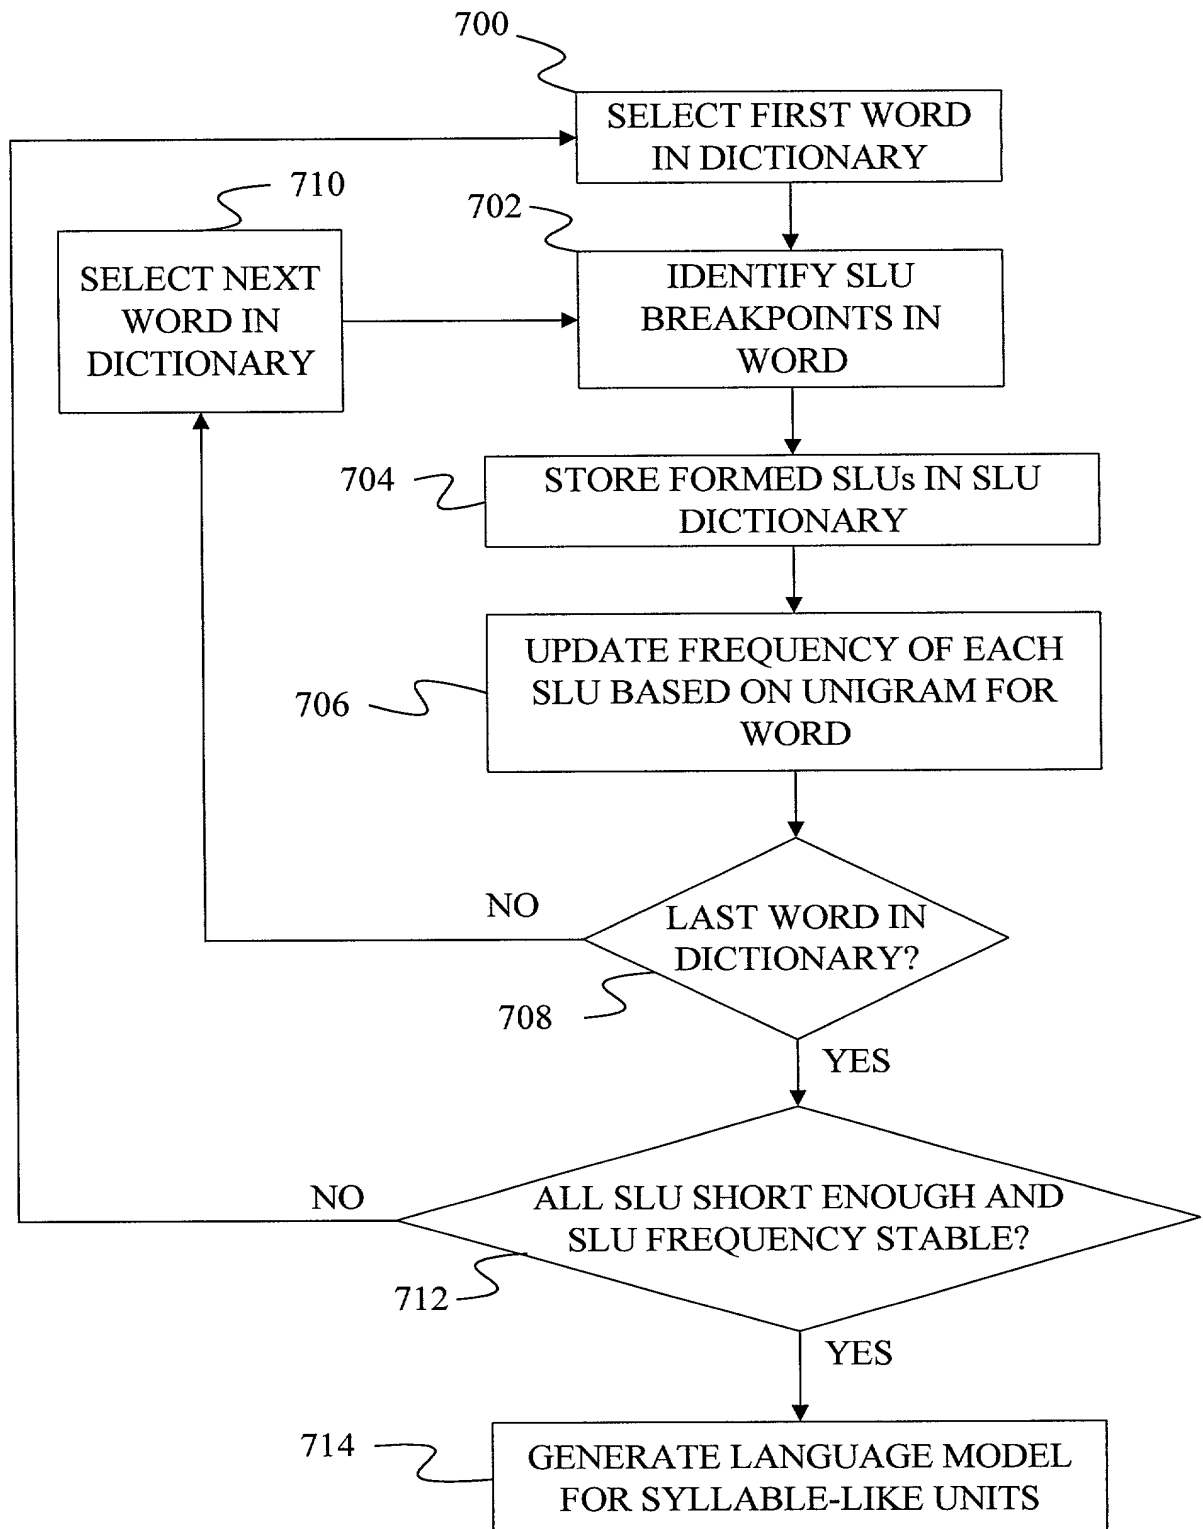 700
SELECT FIRST WORD
IN DICTIONARY
710
702
SELECT NEXT
WORD IN
DICTIONARY
IDENTIFY SLU
BREAKPOINTS IN
WORD
704
STORE FORMED SLUs IN SLU
DICTIONARY
706
UPDATE FREQUENCY OF EACH
SLU BASED ON UNIGRAM FOR
WORD
NO
LAST WORD IN
DICTIONARY?
708
YES
NO
ALL SLU SHORT ENOUGH AND
SLU FREQUENCY STABLE?
712
YES
714
GENERATE LANGUAGE MODEL
FOR SYLLABLE-LIKE UNITS